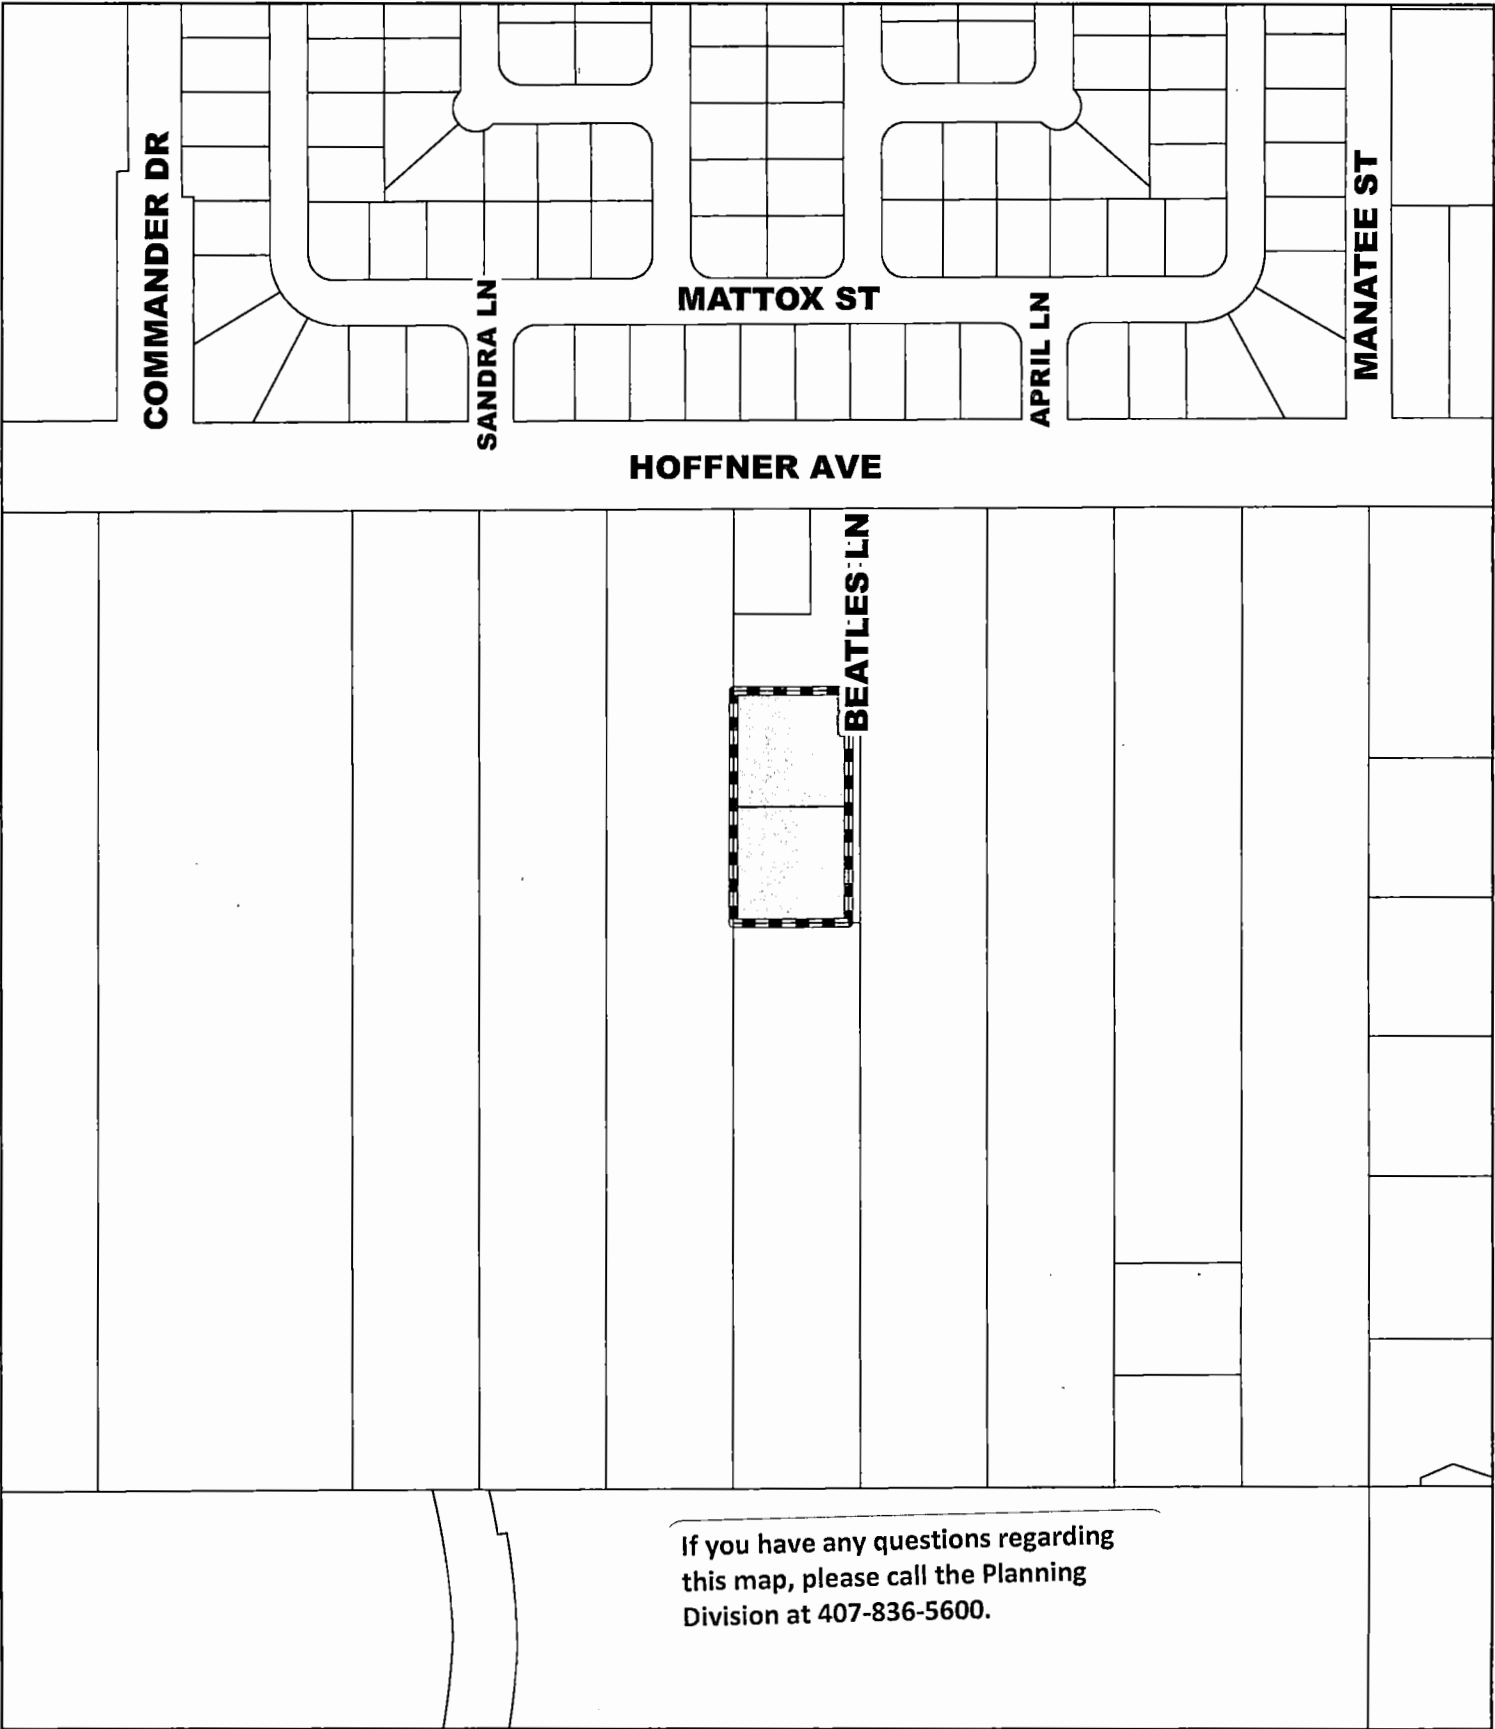 COMMANDER DR
SANDRA LN
MATTOX ST
APRIL LN
MANATEE ST
HOFFNER AVE
BEATLES LN
If you have any questions regarding
this map, please call the Planning
Division at 407-836-5600.